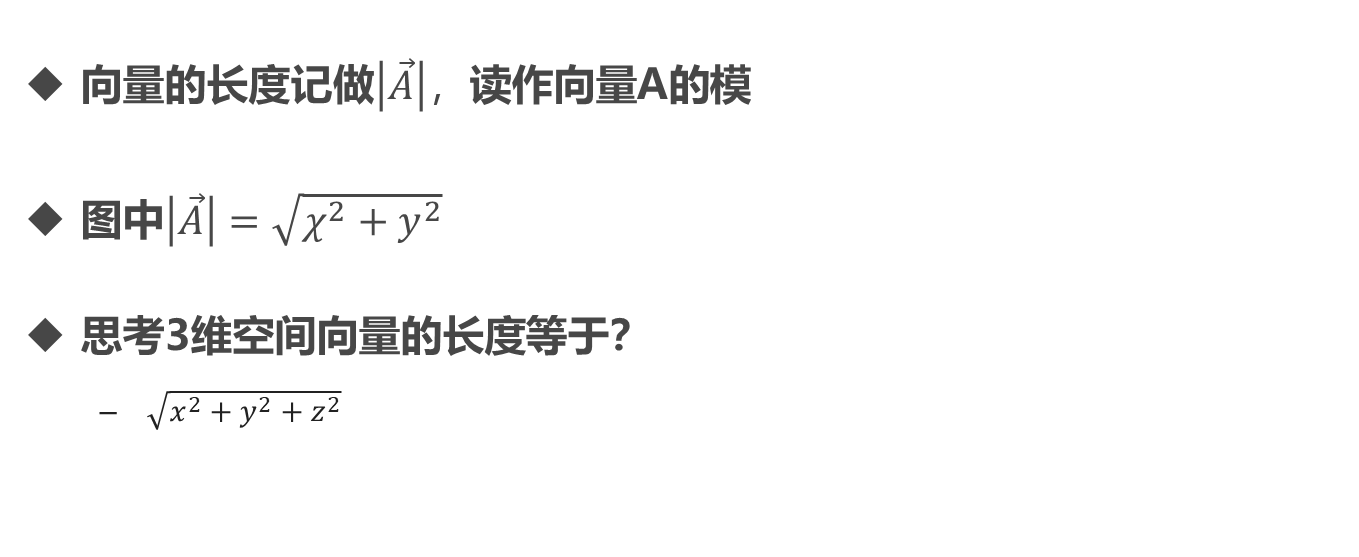 ◆ 向量的长度记做|A⃗|，读作向量A的模
◆ 图中|A⃗| = √(χ² + y²)
◆ 思考3维空间向量的长度等于？
– √(x² + y² + z²)